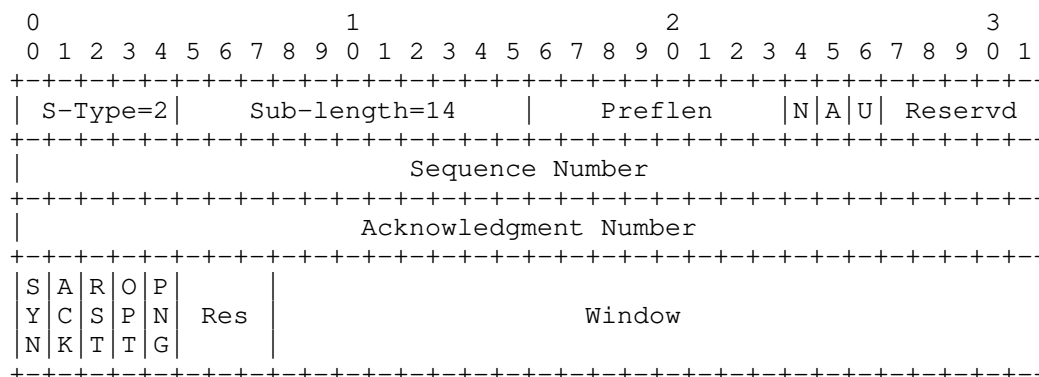 0                   1                   2                   3
 0 1 2 3 4 5 6 7 8 9 0 1 2 3 4 5 6 7 8 9 0 1 2 3 4 5 6 7 8 9 0 1
+-+-+-+-+-+-+-+-+-+-+-+-+-+-+-+-+-+-+-+-+-+-+-+-+-+-+-+-+-+-+-+--
| S-Type=2|    Sub-length=14    |    Preflen    |N|A|U| Reservd
+-+-+-+-+-+-+-+-+-+-+-+-+-+-+-+-+-+-+-+-+-+-+-+-+-+-+-+-+-+-+-+--
|                        Sequence Number
+-+-+-+-+-+-+-+-+-+-+-+-+-+-+-+-+-+-+-+-+-+-+-+-+-+-+-+-+-+-+-+--
|                     Acknowledgment Number
+-+-+-+-+-+-+-+-+-+-+-+-+-+-+-+-+-+-+-+-+-+-+-+-+-+-+-+-+-+-+-+--
|S|A|R|O|P|     |
|Y|C|S|P|N| Res |                   Window
|N|K|T|T|G|     |
+-+-+-+-+-+-+-+-+-+-+-+-+-+-+-+-+-+-+-+-+-+-+-+-+-+-+-+-+-+-+-+--